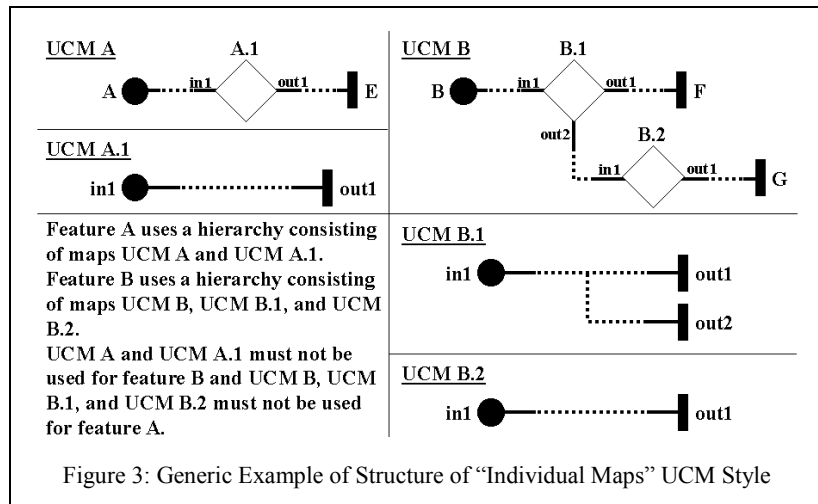 UCM A
A.1
A
in1
out1
E
UCM A.1
in1
out1
Feature A uses a hierarchy consisting
of maps UCM A and UCM A.1.
Feature B uses a hierarchy consisting
of maps UCM B, UCM B.1, and UCM
B.2.
UCM A and UCM A.1 must not be
used for feature B and UCM B, UCM
B.1, and UCM B.2 must not be used
for feature A.
UCM B
B.1
B
in1
out1
F
out2
B.2
in1
out1
G
UCM B.1
in1
out1
out2
UCM B.2
in1
out1
Figure 3: Generic Example of Structure of “Individual Maps” UCM Style